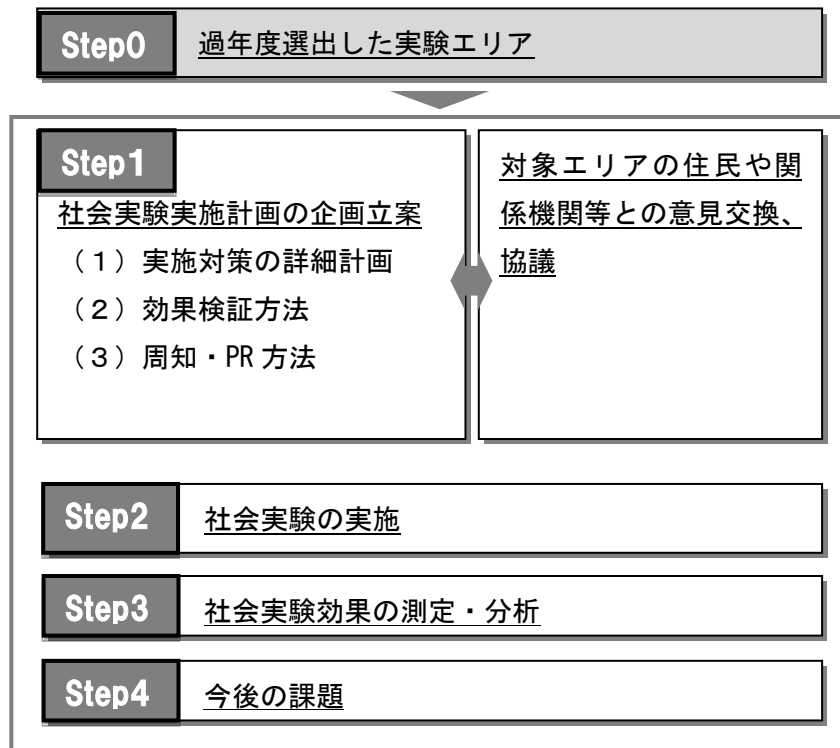 Step0 過年度選出した実験エリア
Step1
社会実験実施計画の企画立案
(1)実施対策の詳細計画
(2)効果検証方法
(3)周知・PR方法
対象エリアの住民や関
係機関等との意見交換、
協議
Step2 社会実験の実施
Step3 社会実験効果の測定・分析
Step4 今後の課題